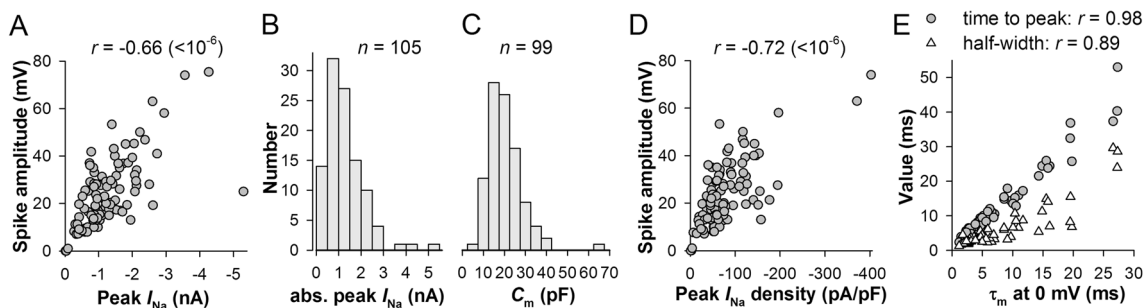 A
r = -0.66 (<10⁻⁶)
Spike amplitude (mV)
80
60
40
20
0
0 -1 -2 -3 -4 -5
Peak I_Na (nA)
B
n = 105
Number
30
20
10
0
0 1 2 3 4 5
abs. peak I_Na (nA)
C
n = 99
0 10 20 30 40 50 60 70
C_m (pF)
D
r = -0.72 (<10⁻⁶)
Spike amplitude (mV)
80
60
40
20
0
0 -100 -200 -300 -400
Peak I_Na density (pA/pF)
E
time to peak: r = 0.98
half-width: r = 0.89
Value (ms)
50
40
30
20
10
0
0 5 10 15 20 25 30
τ_m at 0 mV (ms)